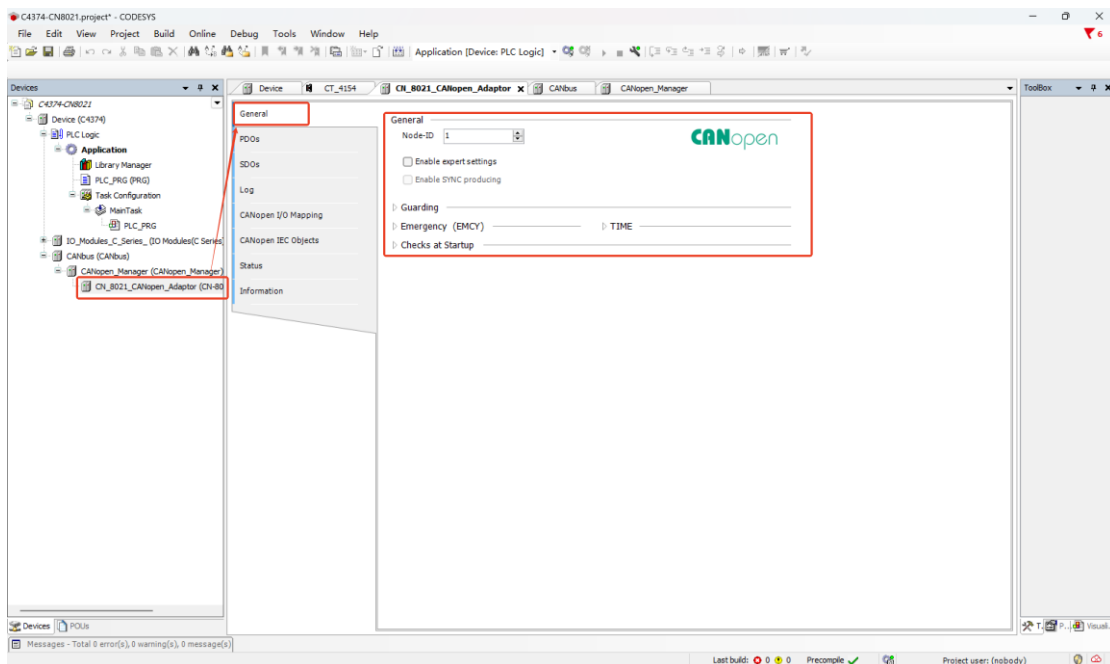 C4374-CN8021.project* - CODESYS
File Edit View Project Build Online Debug Tools Window Help
6
Application [Device: PLC Logic]
Devices
Device CT_4154 CN_8021_CANopen_Adaptor x CANbus CANopen_Manager
ToolBox
C4374-CN8021
Device (C4374)
PLC Logic
Application
Library Manager
PLC_PRG (PRG)
Task Configuration
MainTask
PLC_PRG
IO_Modules_C_Series_ (IO Modules(C Series
CANbus (CANbus)
CANopen_Manager (CANopen_Manager)
CN_8021_CANopen_Adaptor (CN-80
General
PDOs
SDOs
Log
CANopen I/O Mapping
CANopen IEC Objects
Status
Information
General
Node-ID 1
CANopen
Enable expert settings
Enable SYNC producing
Guarding
Emergency (EMCY) TIME
Checks at Startup
Devices POUs
T. P... Visuali.
Messages - Total 0 error(s), 0 warning(s), 0 message(s)
Last build: 0 0 Precompile Project user: (nobody)